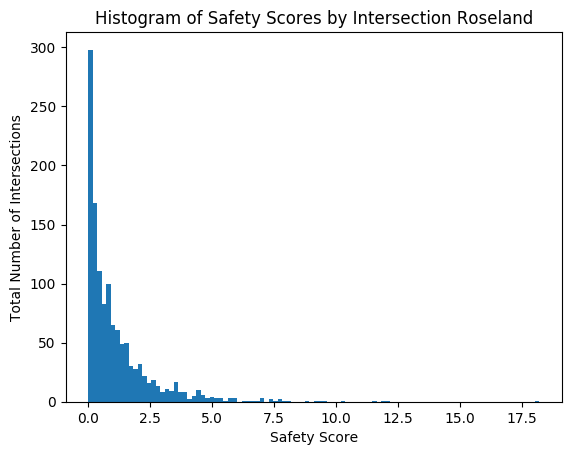 Histogram of Safety Scores by Intersection Roseland
Total Number of Intersections
300
250
200
150
100
50
0
0.0 2.5 5.0 7.5 10.0 12.5 15.0 17.5
Safety Score